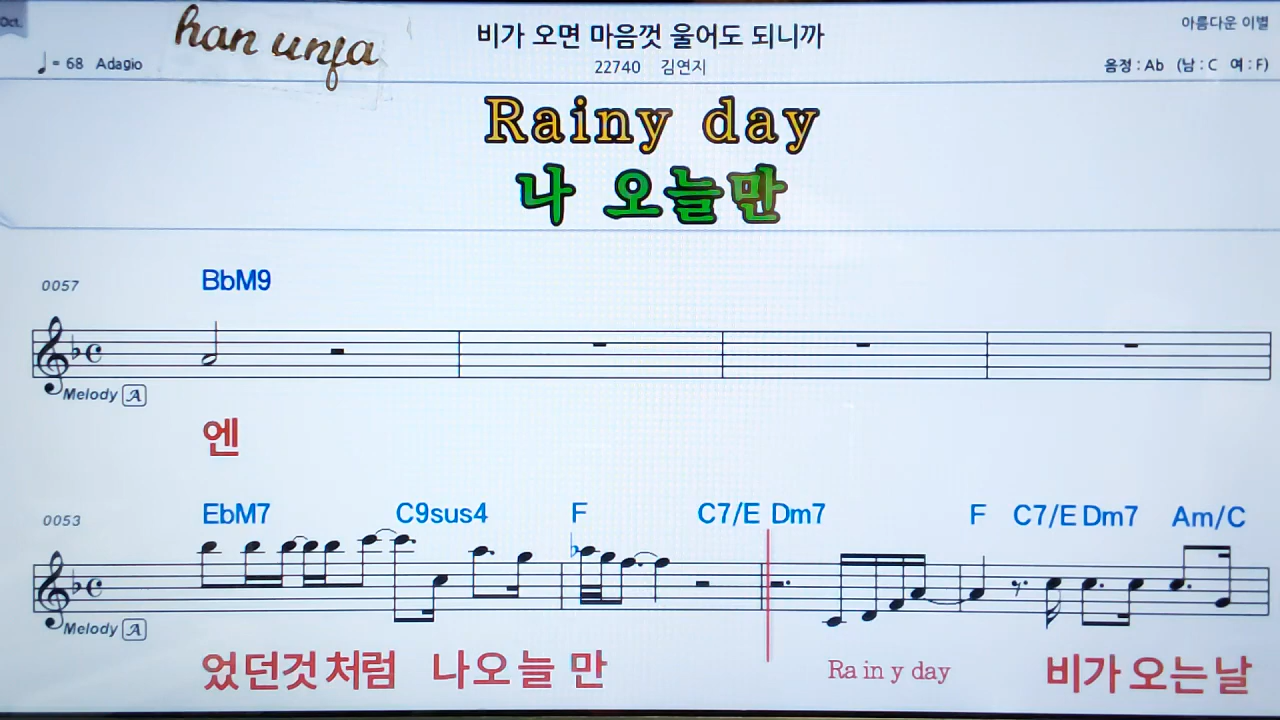 Oct.
han unja
비가 오면 마음껏 울어도 되니까
아름다운 이별
♩= 68 Adagio
22740 김연지
음정 : Ab (남 : C 여 : F)
Rainy day
나 오늘만
0057
BbM9
Melody A
엔
0053
EbM7 C9sus4 F C7/E Dm7 F C7/E Dm7 Am/C
Melody A
었던것처럼 나오늘 만 Ra in y day 비가 오는날